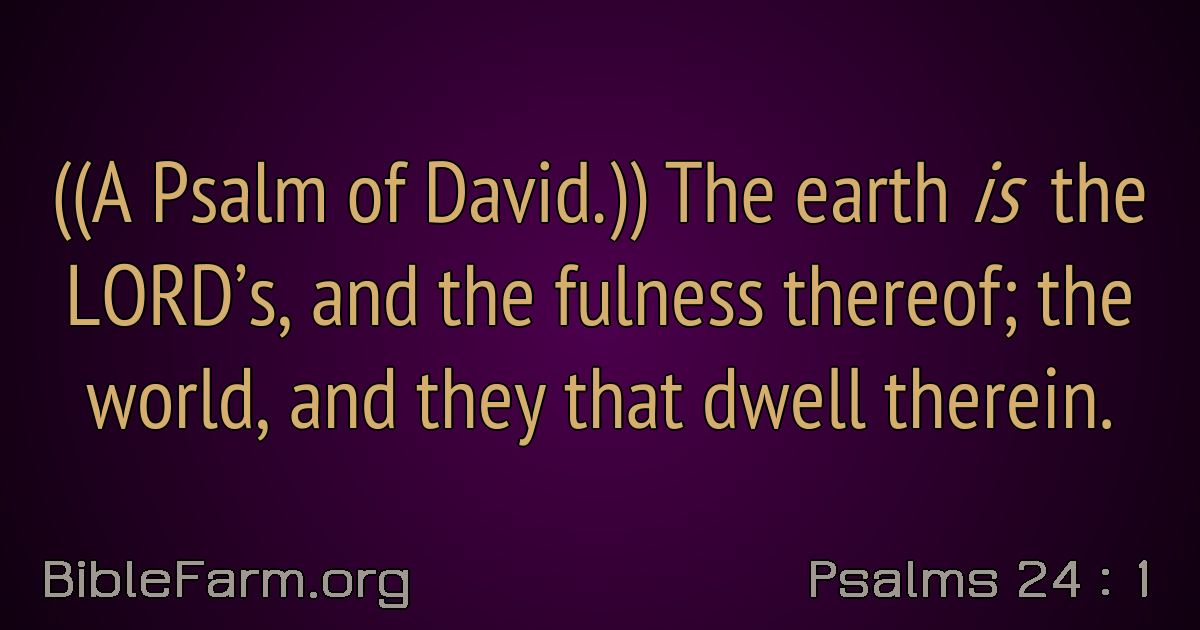 ((A Psalm of David.)) The earth is the
LORD’s, and the fulness thereof; the
world, and they that dwell therein.
BibleFarm.org
Psalms 24 : 1